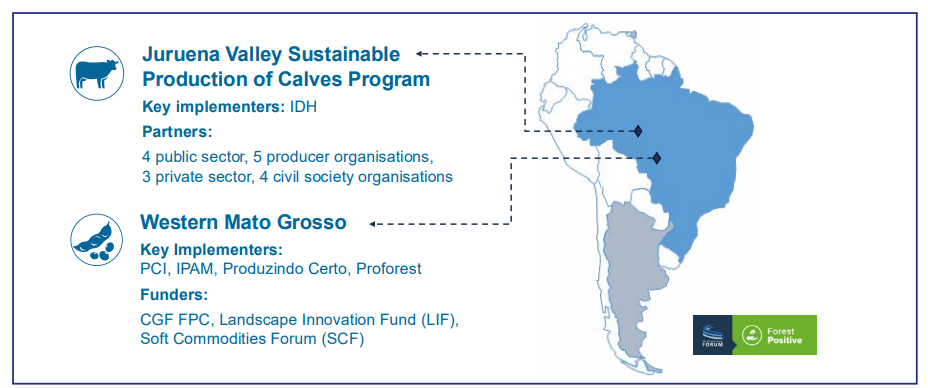 Juruena Valley Sustainable
Production of Calves Program
Key implementers: IDH
Partners:
4 public sector, 5 producer organisations,
3 private sector, 4 civil society organisations
Western Mato Grosso
Key Implementers:
PCI, IPAM, Produzindo Certo, Proforest
Funders:
CGF FPC, Landscape Innovation Fund (LIF),
Soft Commodities Forum (SCF)
FORUM
Forest
Positive